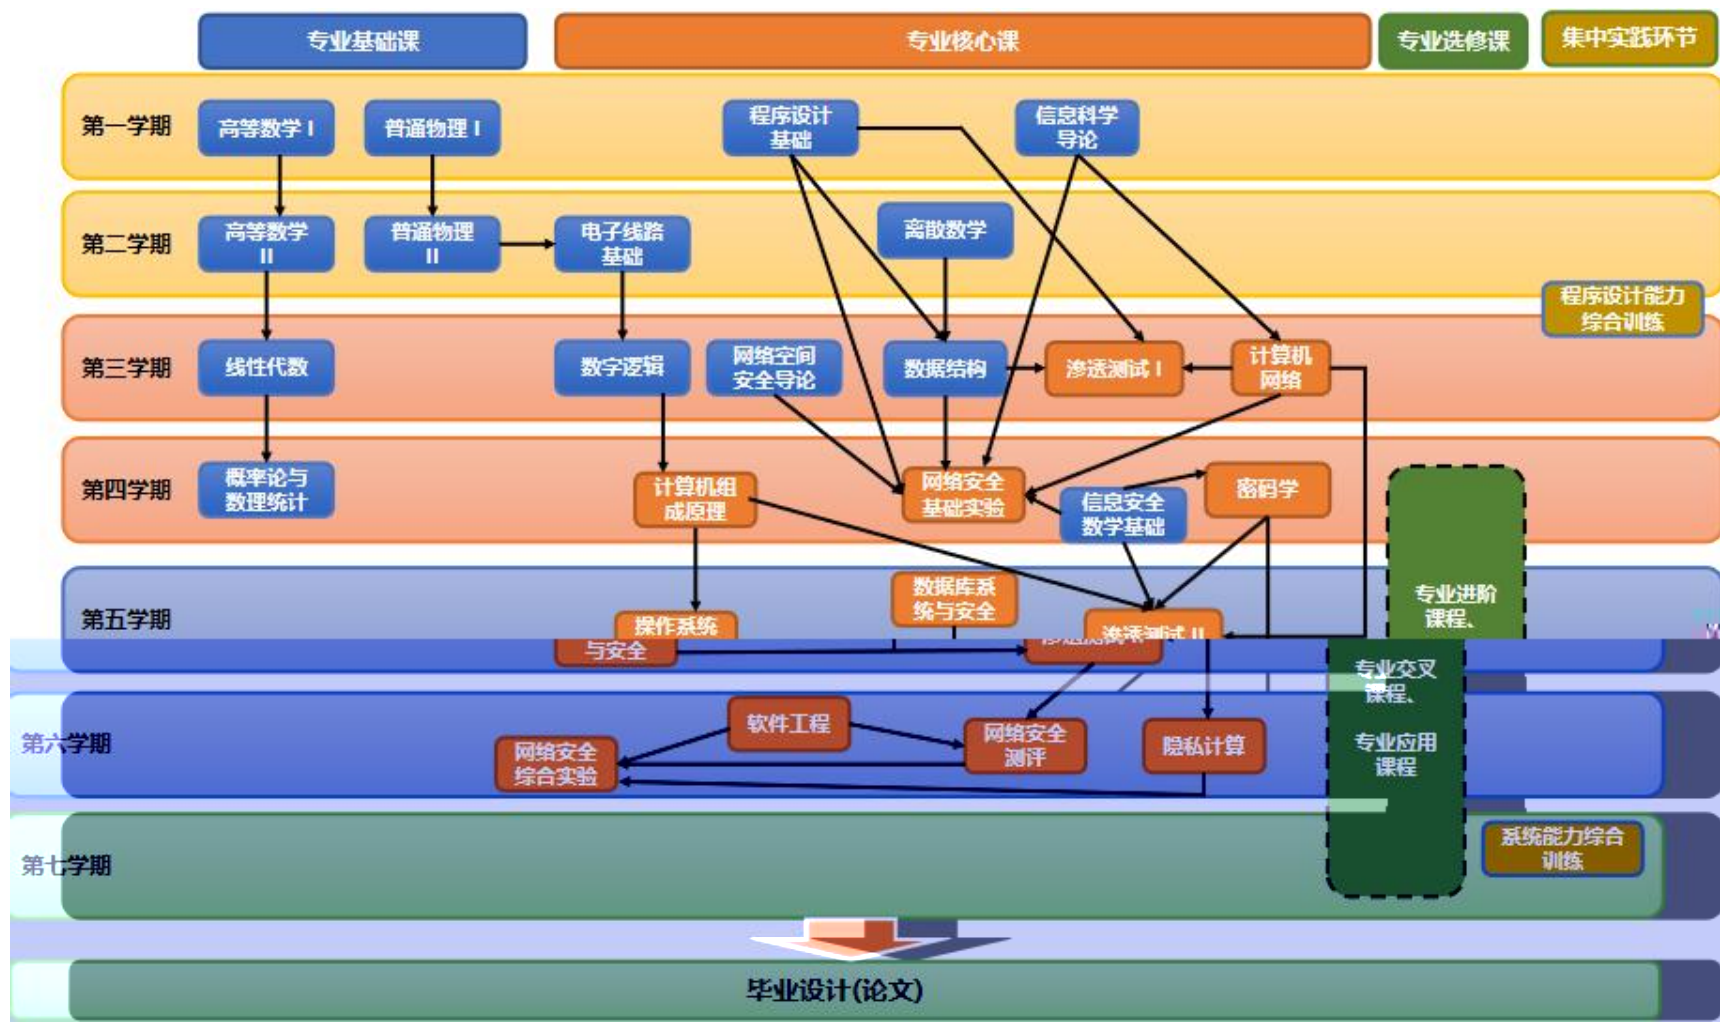 专业基础课
专业核心课
专业选修课
集中实践环节
第一学期
高等数学 I
普通物理 I
程序设计
基础
信息科学
导论
第二学期
高等数学
II
普通物理
II
电子线路
基础
离散数学
程序设计能力
综合训练
第三学期
线性代数
数字逻辑
网络空间
安全导论
数据结构
渗透测试 I
计算机
网络
第四学期
概率论与
数理统计
计算机组
成原理
网络安全
基础实验
信息安全
数学基础
密码学
第五学期
操作系统
与安全
数据库系
统与安全
渗透测试 II
专业进阶
课程、
专业交叉
课程、
专业应用
课程
第六学期
网络安全
综合实验
软件工程
网络安全
测评
隐私计算
第七学期
系统能力综合
训练
毕业设计(论文)